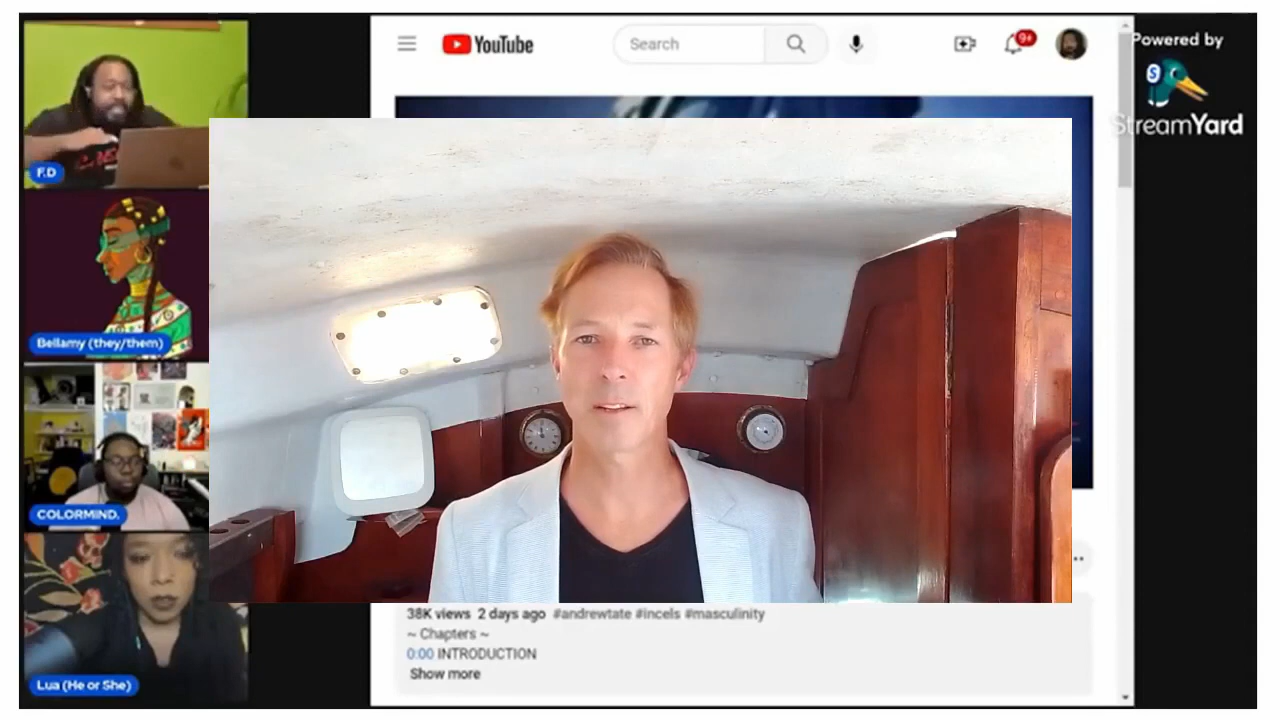 YouTube
Search
9+
Powered by
StreamYard
F.D
Bellamy (they/them)
COLORMIND.
Lua (He or She)
38K views 2 days ago #andrewtate #incels #masculinity
~ Chapters ~
0:00 INTRODUCTION
Show more